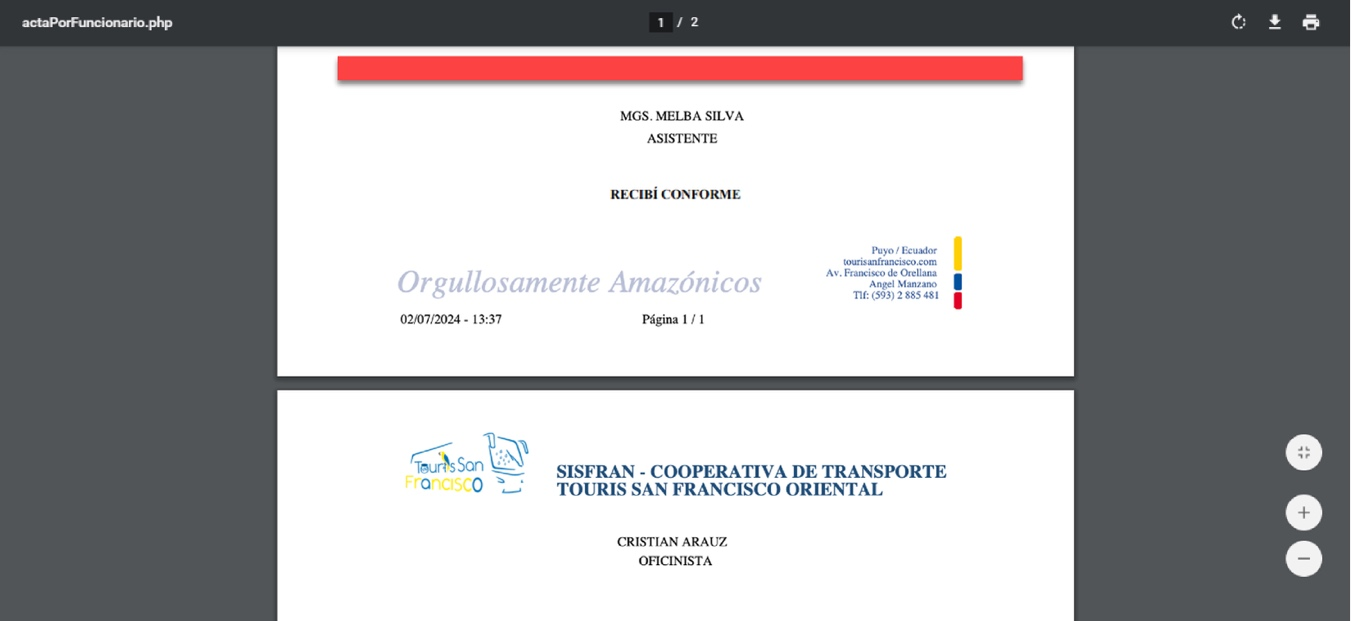 actaPorFuncionario.php
1 / 2
MGS. MELBA SILVA
ASISTENTE
RECIBÍ CONFORME
Puyo / Ecuador
tourisanfrancisco.com
Av. Francisco de Orellana
Angel Manzano
Tlf: (593) 2 885 481
Orgullosamente Amazónicos
02/07/2024 - 13:37
Página 1 / 1
Touris San
Francisco
SISFRAN - COOPERATIVA DE TRANSPORTE
TOURIS SAN FRANCISCO ORIENTAL
CRISTIAN ARAUZ
OFICINISTA